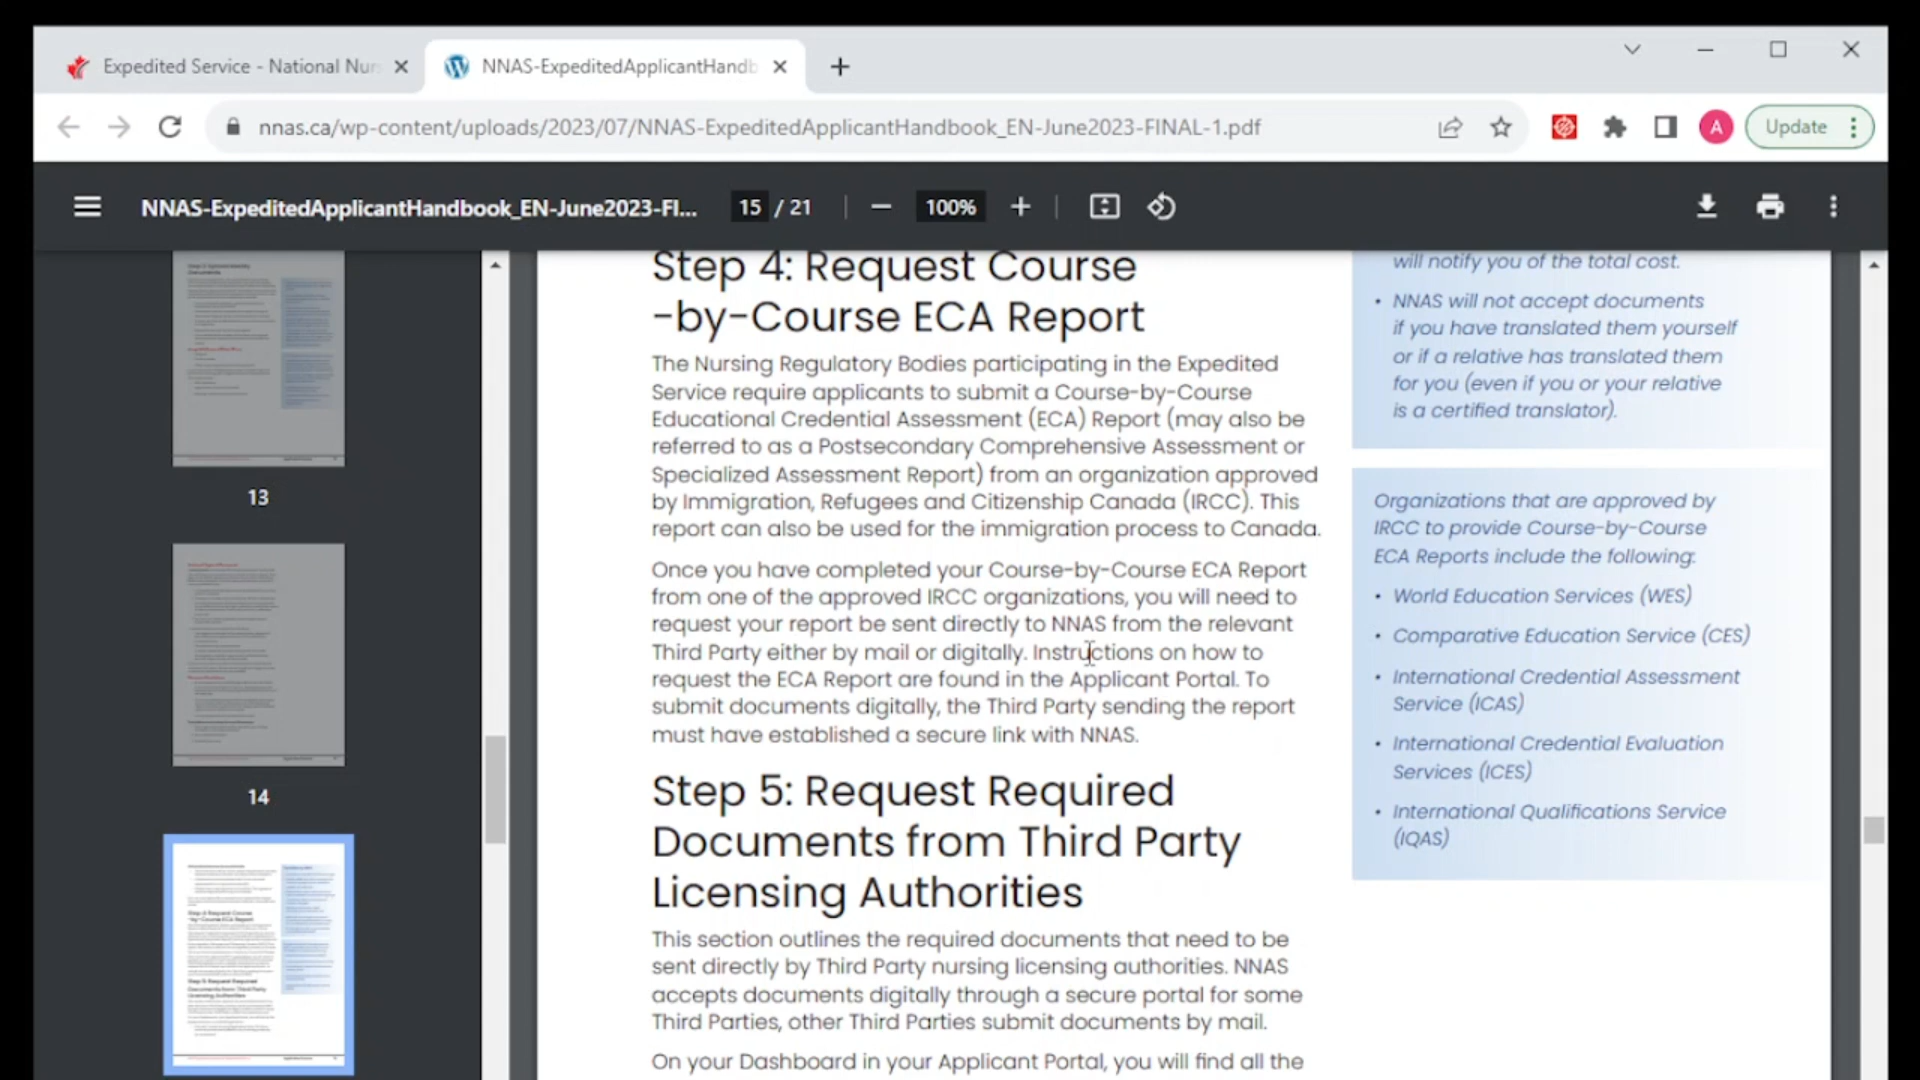 Expedited Service - National Nur
NNAS-ExpeditedApplicantHandb
nnas.ca/wp-content/uploads/2023/07/NNAS-ExpeditedApplicantHandbook_EN-June2023-FINAL-1.pdf
A
Update
NNAS-ExpeditedApplicantHandbook_EN-June2023-FI...
15 / 21
100%
13
14
Step 4: Request Course
-by-Course ECA Report
The Nursing Regulatory Bodies participating in the Expedited
Service require applicants to submit a Course-by-Course
Educational Credential Assessment (ECA) Report (may also be
referred to as a Postsecondary Comprehensive Assessment or
Specialized Assessment Report) from an organization approved
by Immigration, Refugees and Citizenship Canada (IRCC). This
report can also be used for the immigration process to Canada.
Once you have completed your Course-by-Course ECA Report
from one of the approved IRCC organizations, you will need to
request your report be sent directly to NNAS from the relevant
Third Party either by mail or digitally. Instructions on how to
request the ECA Report are found in the Applicant Portal. To
submit documents digitally, the Third Party sending the report
must have established a secure link with NNAS.
Step 5: Request Required
Documents from Third Party
Licensing Authorities
This section outlines the required documents that need to be
sent directly by Third Party nursing licensing authorities. NNAS
accepts documents digitally through a secure portal for some
Third Parties, other Third Parties submit documents by mail.
On your Dashboard in your Applicant Portal, you will find all the
will notify you of the total cost.
• NNAS will not accept documents
if you have translated them yourself
or if a relative has translated them
for you (even if you or your relative
is a certified translator).
Organizations that are approved by
IRCC to provide Course-by-Course
ECA Reports include the following:
• World Education Services (WES)
• Comparative Education Service (CES)
• International Credential Assessment
Service (ICAS)
• International Credential Evaluation
Services (ICES)
• International Qualifications Service
(IQAS)